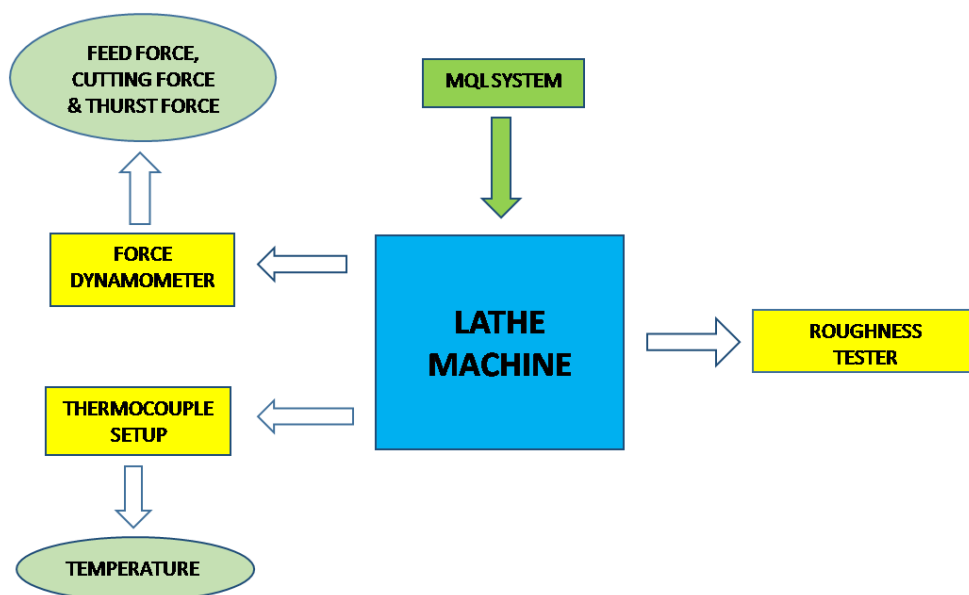 FEED FORCE,
CUTTING FORCE
& THURST FORCE
MQL SYSTEM
FORCE
DYNAMOMETER
LATHE
MACHINE
ROUGHNESS
TESTER
THERMOCOUPLE
SETUP
TEMPERATURE